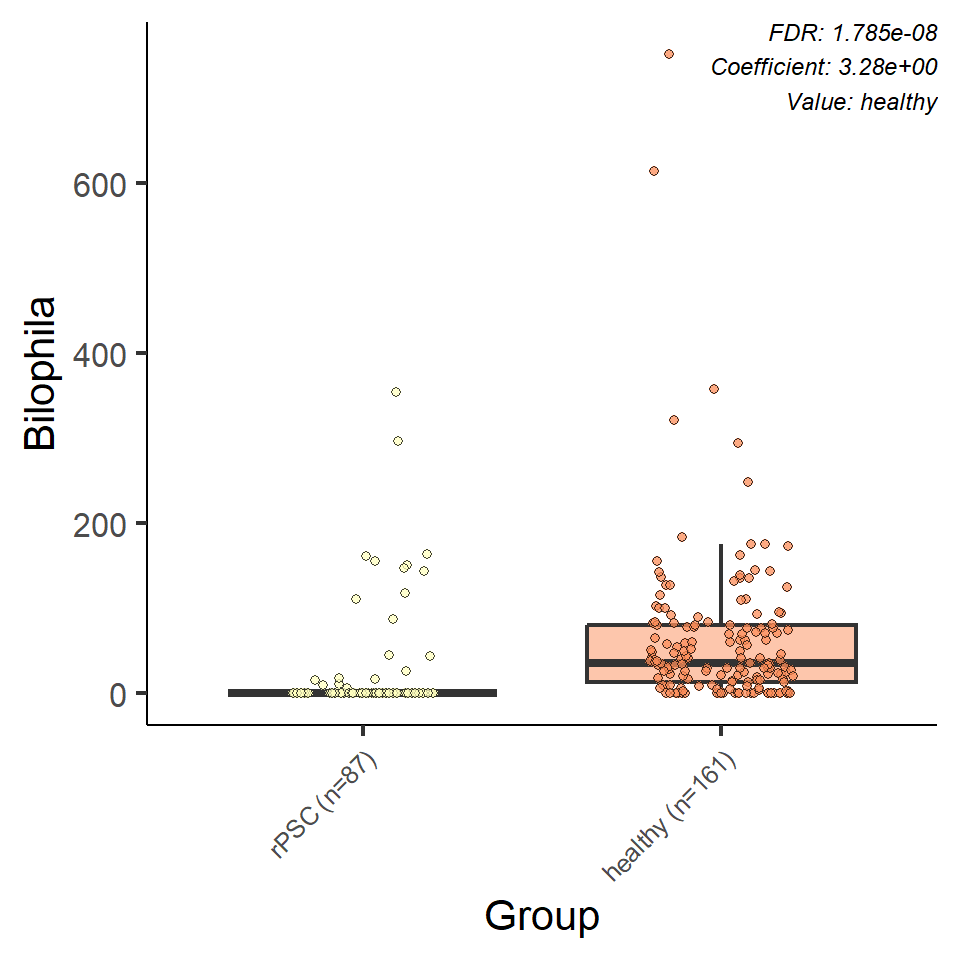 FDR: 1.785e-08
Coefficient: 3.28e+00
Value: healthy
Bilophila
600
400
200
0
rPSC (n=87)
healthy (n=161)
Group